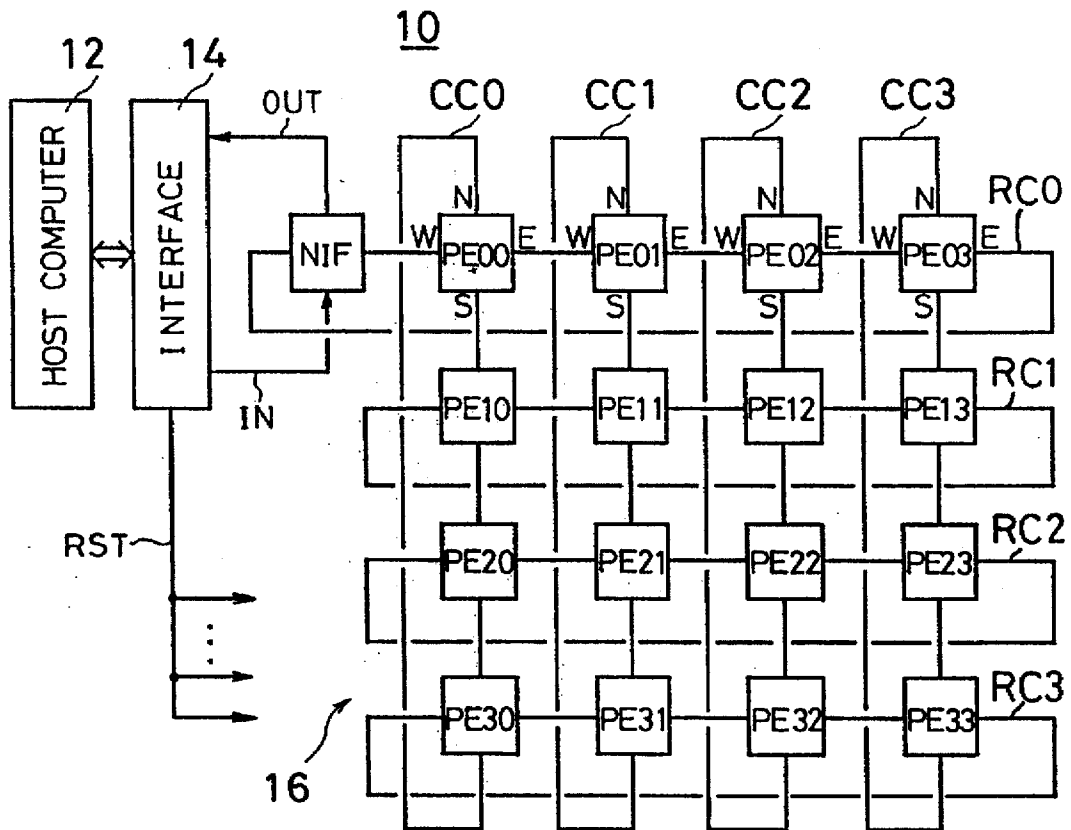 10
12
14
OUT
CC0 CC1 CC2 CC3
HOST COMPUTER
INTERFACE
N N N N
RC0
NIF
W PE00 E W PE01 E W PE02 E W PE03 E
S S S S
IN
RC1
PE10 PE11 PE12 PE13
RST
RC2
PE20 PE21 PE22 PE23
RC3
PE30 PE31 PE32 PE33
16